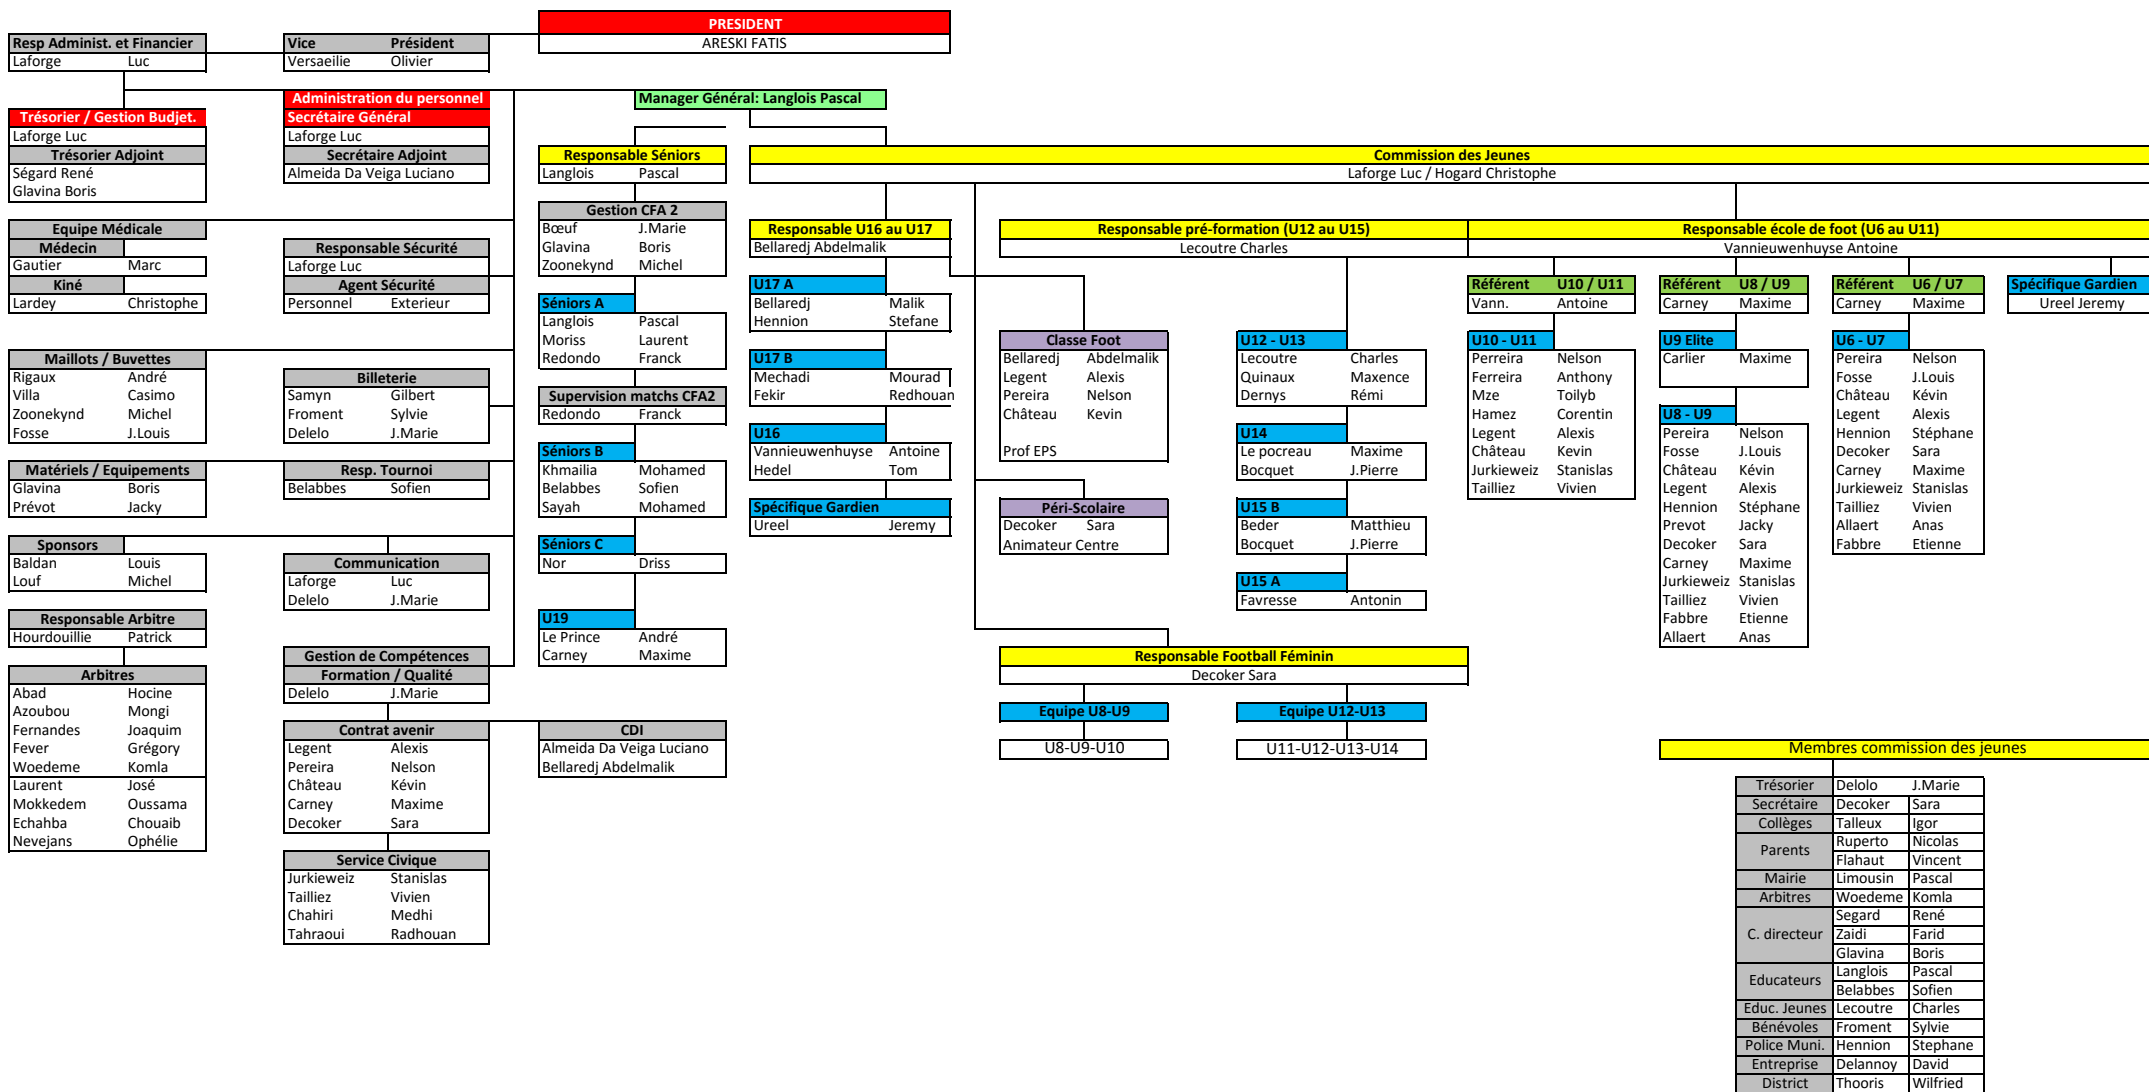 PRESIDENT
ARESKI FATIS
Resp Administ. et Financier
Laforge Luc
Vice Président
Versaeilie Olivier
Trésorier / Gestion Budjet.
Laforge Luc
Trésorier Adjoint
Ségard René
Glavina Boris
Administration du personnel
Secrétaire Général
Laforge Luc
Secrétaire Adjoint
Almeida Da Veiga Luciano
Manager Général: Langlois Pascal
Equipe Médicale
Médecin
Gautier Marc
Kiné
Lardey Christophe
Responsable Sécurité
Laforge Luc
Agent Sécurité
Personnel Exterieur
Maillots / Buvettes
Rigaux André
Villa Casimo
Zoonekynd Michel
Fosse J.Louis
Billeterie
Samyn Gilbert
Froment Sylvie
Delelo J.Marie
Matériels / Equipements
Glavina Boris
Prévot Jacky
Resp. Tournoi
Belabbes Sofien
Sponsors
Baldan Louis
Louf Michel
Communication
Laforge Luc
Delelo J.Marie
Responsable Arbitre
Hourdouillie Patrick
Arbitres
Abad Hocine
Azoubou Mongi
Fernandes Joaquim
Fever Grégory
Woedeme Komla
Laurent José
Mokkedem Oussama
Echahba Chouaib
Nevejans Ophélie
Gestion de Compétences
Formation / Qualité
Delelo J.Marie
Contrat avenir
Legent Alexis
Pereira Nelson
Château Kévin
Carney Maxime
Decoker Sara
Service Civique
Jurkieweiz Stanislas
Tailliez Vivien
Chahiri Medhi
Tahraoui Radhouan
CDI
Almeida Da Veiga Luciano
Bellaredj Abdelmalik
Responsable Séniors
Langlois Pascal
Gestion CFA 2
Bœuf J.Marie
Glavina Boris
Zoonekynd Michel
Séniors A
Langlois Pascal
Moriss Laurent
Redondo Franck
Supervision matchs CFA2
Redondo Franck
Séniors B
Khmailia Mohamed
Belabbes Sofien
Sayah Mohamed
Séniors C
Nor Driss
U19
Le Prince André
Carney Maxime
Commission des Jeunes
Laforge Luc / Hogard Christophe
Responsable U16 au U17
Bellaredj Abdelmalik
U17 A
Bellaredj Malik
Hennion Stefane
U17 B
Mechadi Mourad
Fekir Redhouan
U16
Vannieuwenhuyse Antoine
Hedel Tom
Spécifique Gardien
Ureel Jeremy
Responsable pré-formation (U12 au U15)
Lecoutre Charles
Classe Foot
Bellaredj Abdelmalik
Legent Alexis
Pereira Nelson
Château Kevin
Prof EPS
Péri-Scolaire
Decoker Sara
Animateur Centre
U12 - U13
Lecoutre Charles
Quinaux Maxence
Dernys Rémi
U14
Le pocreau Maxime
Bocquet J.Pierre
U15 B
Beder Matthieu
Bocquet J.Pierre
U15 A
Favresse Antonin
Responsable Football Féminin
Decoker Sara
Equipe U8-U9
U8-U9-U10
Equipe U12-U13
U11-U12-U13-U14
Responsable école de foot (U6 au U11)
Vannieuwenhuyse Antoine
Référent U10 / U11
Vann. Antoine
U10 - U11
Perreira Nelson
Ferreira Anthony
Mze Toilyb
Hamez Corentin
Legent Alexis
Château Kevin
Jurkieweiz Stanislas
Tailliez Vivien
Référent U8 / U9
Carney Maxime
U9 Elite
Carlier Maxime
U8 - U9
Pereira Nelson
Fosse J.Louis
Château Kévin
Legent Alexis
Hennion Stéphane
Prevot Jacky
Decoker Sara
Carney Maxime
Jurkieweiz Stanislas
Tailliez Vivien
Fabbre Etienne
Allaert Anas
Référent U6 / U7
Carney Maxime
U6 - U7
Pereira Nelson
Fosse J.Louis
Château Kévin
Legent Alexis
Hennion Stéphane
Decoker Sara
Carney Maxime
Jurkieweiz Stanislas
Tailliez Vivien
Allaert Anas
Fabbre Etienne
Spécifique Gardien
Ureel Jeremy
Membres commission des jeunes
Trésorier Delolo J.Marie
Secrétaire Decoker Sara
Collèges Talleux Igor
Parents Ruperto Nicolas
Flahaut Vincent
Mairie Limousin Pascal
Arbitres Woedeme Komla
C. directeur Segard René
Zaidi Farid
Glavina Boris
Educateurs Langlois Pascal
Belabbes Sofien
Educ. Jeunes Lecoutre Charles
Bénévoles Froment Sylvie
Police Muni. Hennion Stephane
Entreprise Delannoy David
District Thooris Wilfried